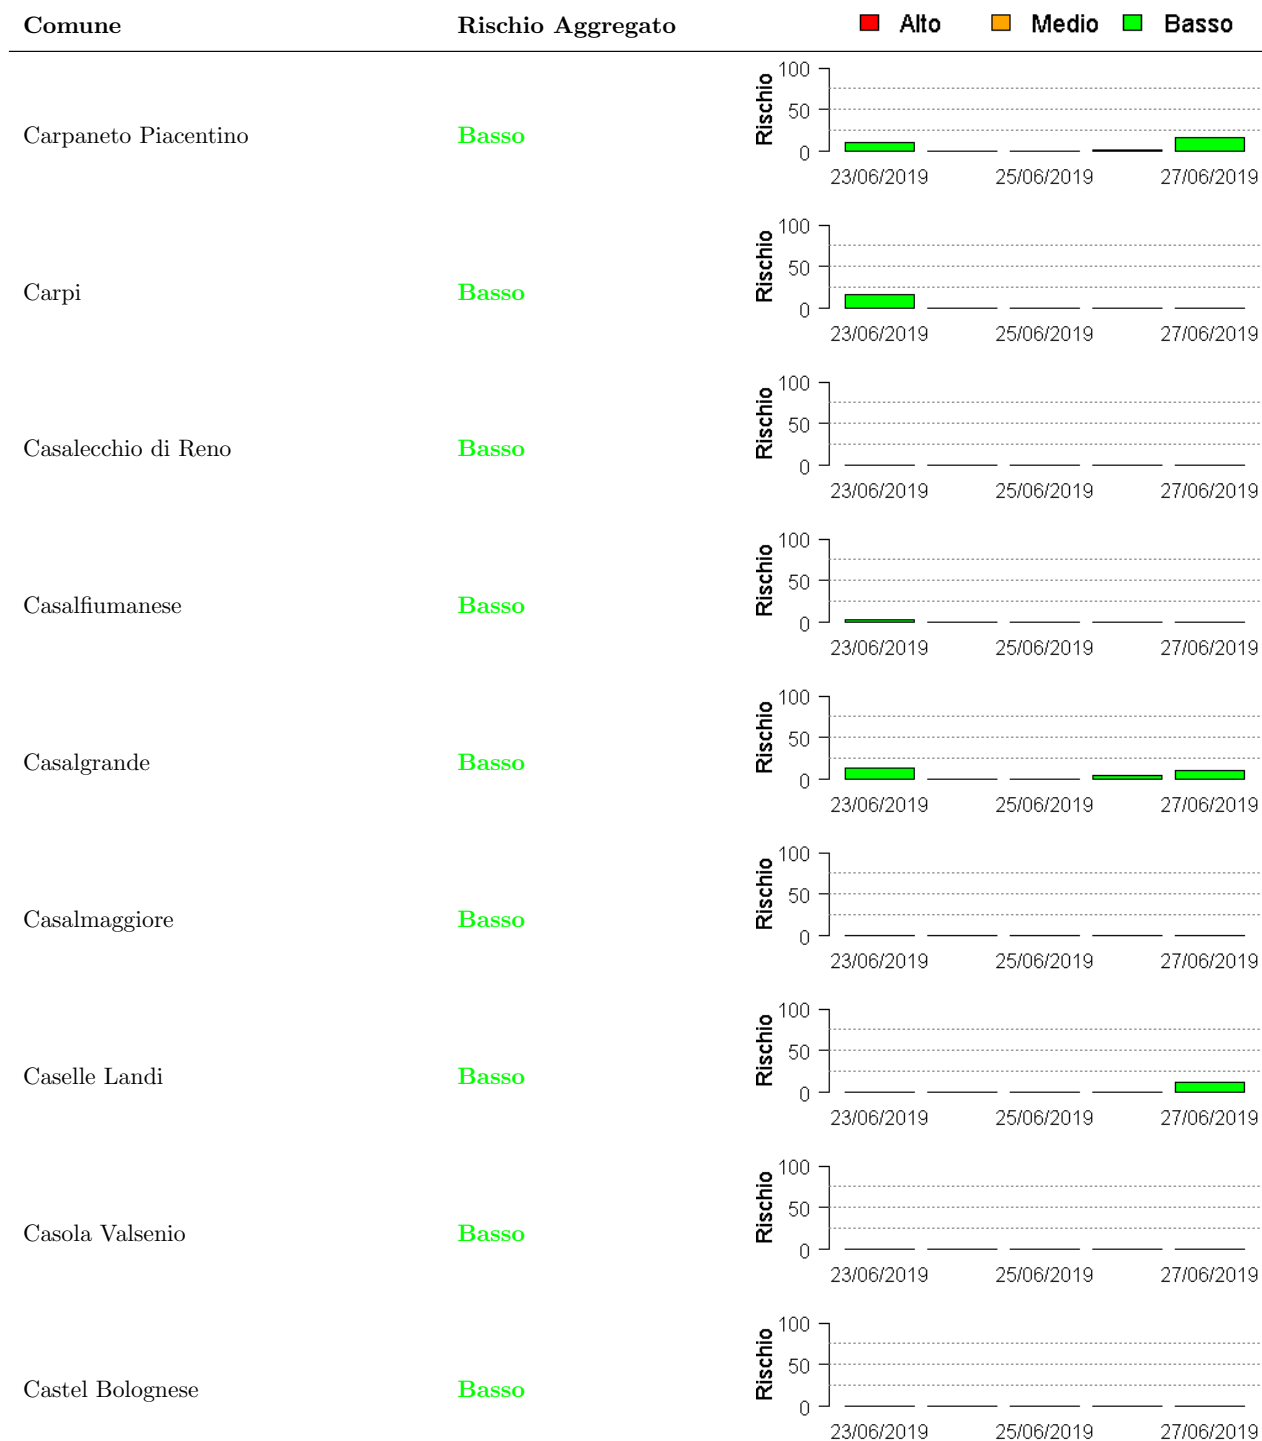 Comune Rischio Aggregato Alto Medio Basso
Carpaneto Piacentino Basso Rischio 100 50 0
23/06/2019 25/06/2019 27/06/2019
Carpi Basso Rischio 100 50 0
23/06/2019 25/06/2019 27/06/2019
Casalecchio di Reno Basso Rischio 100 50 0
23/06/2019 25/06/2019 27/06/2019
Casalfiumanese Basso Rischio 100 50 0
23/06/2019 25/06/2019 27/06/2019
Casalgrande Basso Rischio 100 50 0
23/06/2019 25/06/2019 27/06/2019
Casalmaggiore Basso Rischio 100 50 0
23/06/2019 25/06/2019 27/06/2019
Caselle Landi Basso Rischio 100 50 0
23/06/2019 25/06/2019 27/06/2019
Casola Valsenio Basso Rischio 100 50 0
23/06/2019 25/06/2019 27/06/2019
Castel Bolognese Basso Rischio 100 50 0
23/06/2019 25/06/2019 27/06/2019